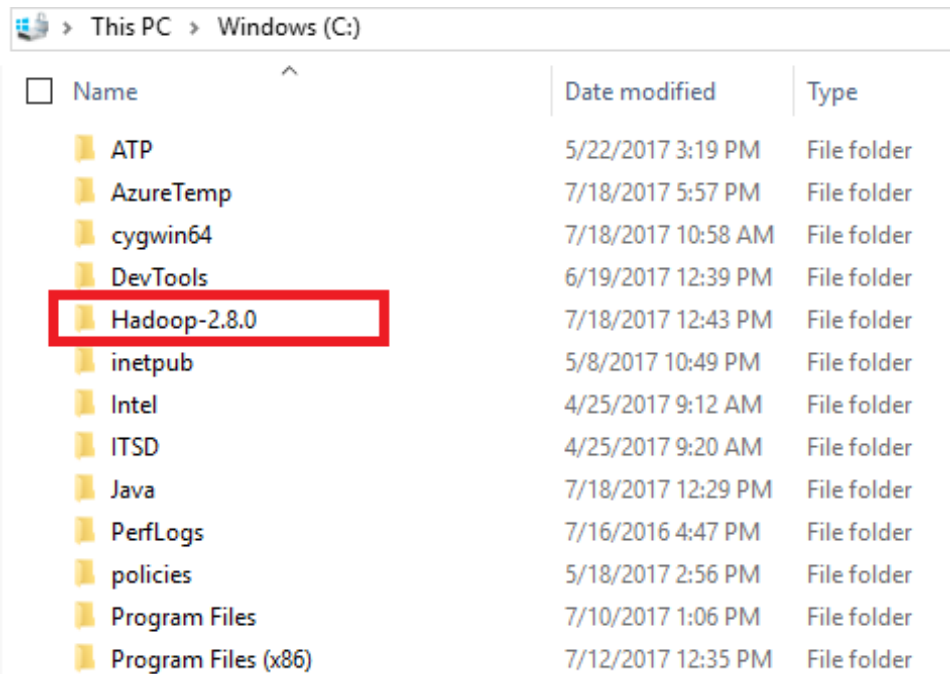 This PC > Windows (C:)
Name Date modified Type
ATP 5/22/2017 3:19 PM File folder
AzureTemp 7/18/2017 5:57 PM File folder
cygwin64 7/18/2017 10:58 AM File folder
DevTools 6/19/2017 12:39 PM File folder
Hadoop-2.8.0 7/18/2017 12:43 PM File folder
inetpub 5/8/2017 10:49 PM File folder
Intel 4/25/2017 9:12 AM File folder
ITSD 4/25/2017 9:20 AM File folder
Java 7/18/2017 12:29 PM File folder
PerfLogs 7/16/2016 4:47 PM File folder
policies 5/18/2017 2:56 PM File folder
Program Files 7/10/2017 1:06 PM File folder
Program Files (x86) 7/12/2017 12:35 PM File folder